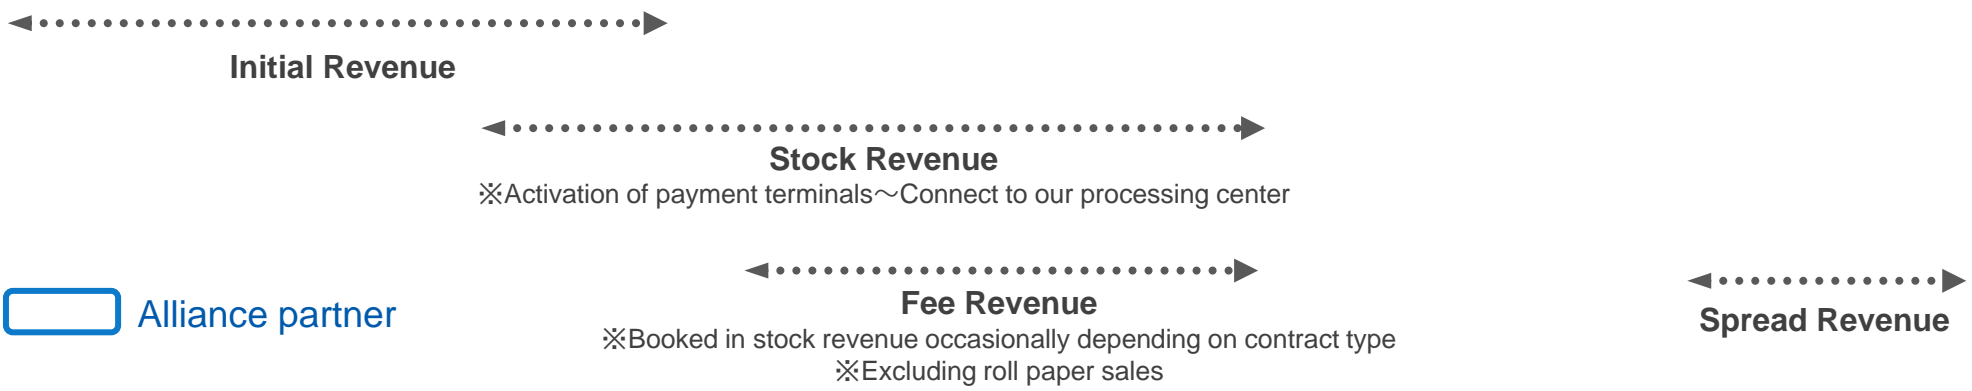 Initial Revenue
Stock Revenue
※Activation of payment terminals～Connect to our processing center
Alliance partner
Fee Revenue
※Booked in stock revenue occasionally depending on contract type
※Excluding roll paper sales
Spread Revenue